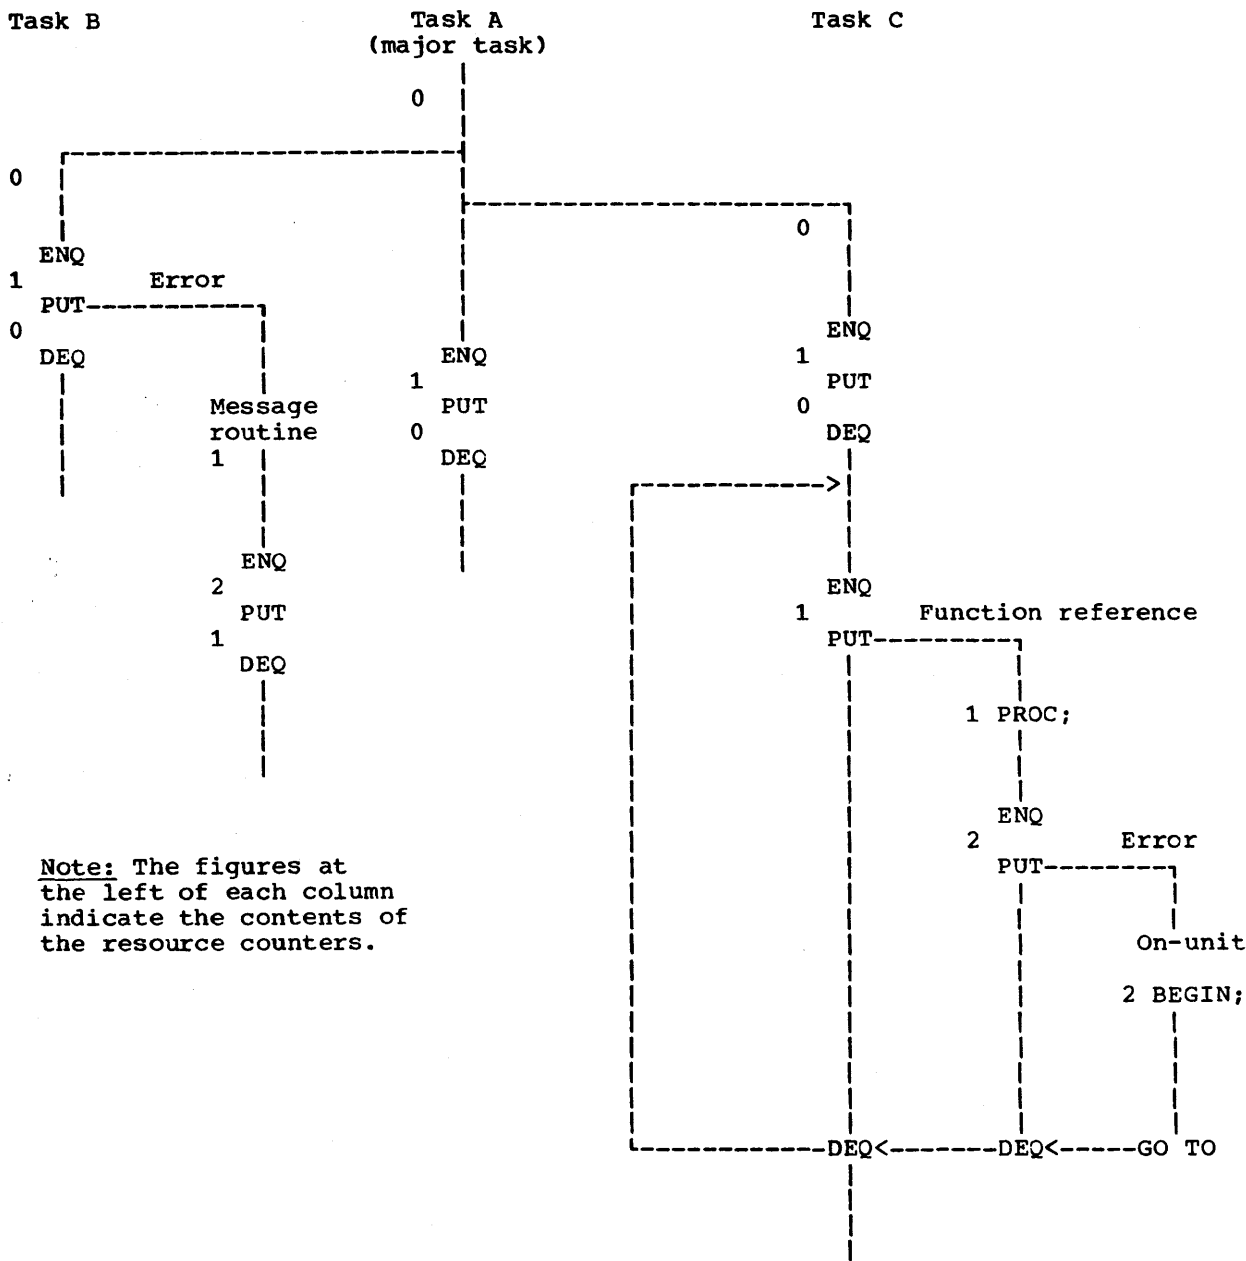 Task B Task A Task C
(major task)
0
0
0
ENQ
1 Error
PUT
0 ENQ
DEQ ENQ 1
1 PUT
Message PUT 0
routine 0 DEQ
1 DEQ
ENQ
2 ENQ
PUT 1 Function reference
1 PUT
DEQ
1 PROC;
ENQ
2 Error
Note: The figures at PUT
the left of each column
indicate the contents of
the resource counters.
On-unit
2 BEGIN;
DEQ DEQ GO TO